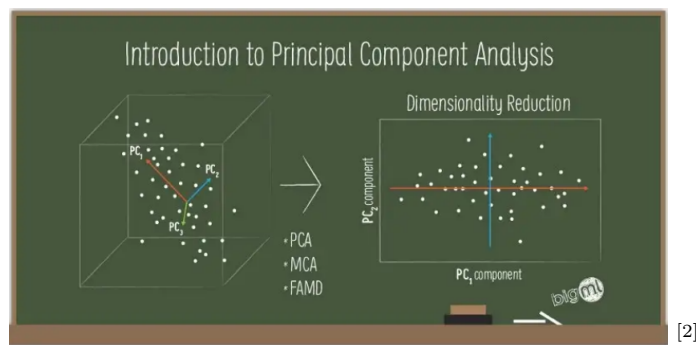 Introduction to Principal Component Analysis
Dimensionality Reduction
PC1
PC2
PC3
PC2 component
• PCA
• MCA
• FAMD
PC1 component
bigml
[2]